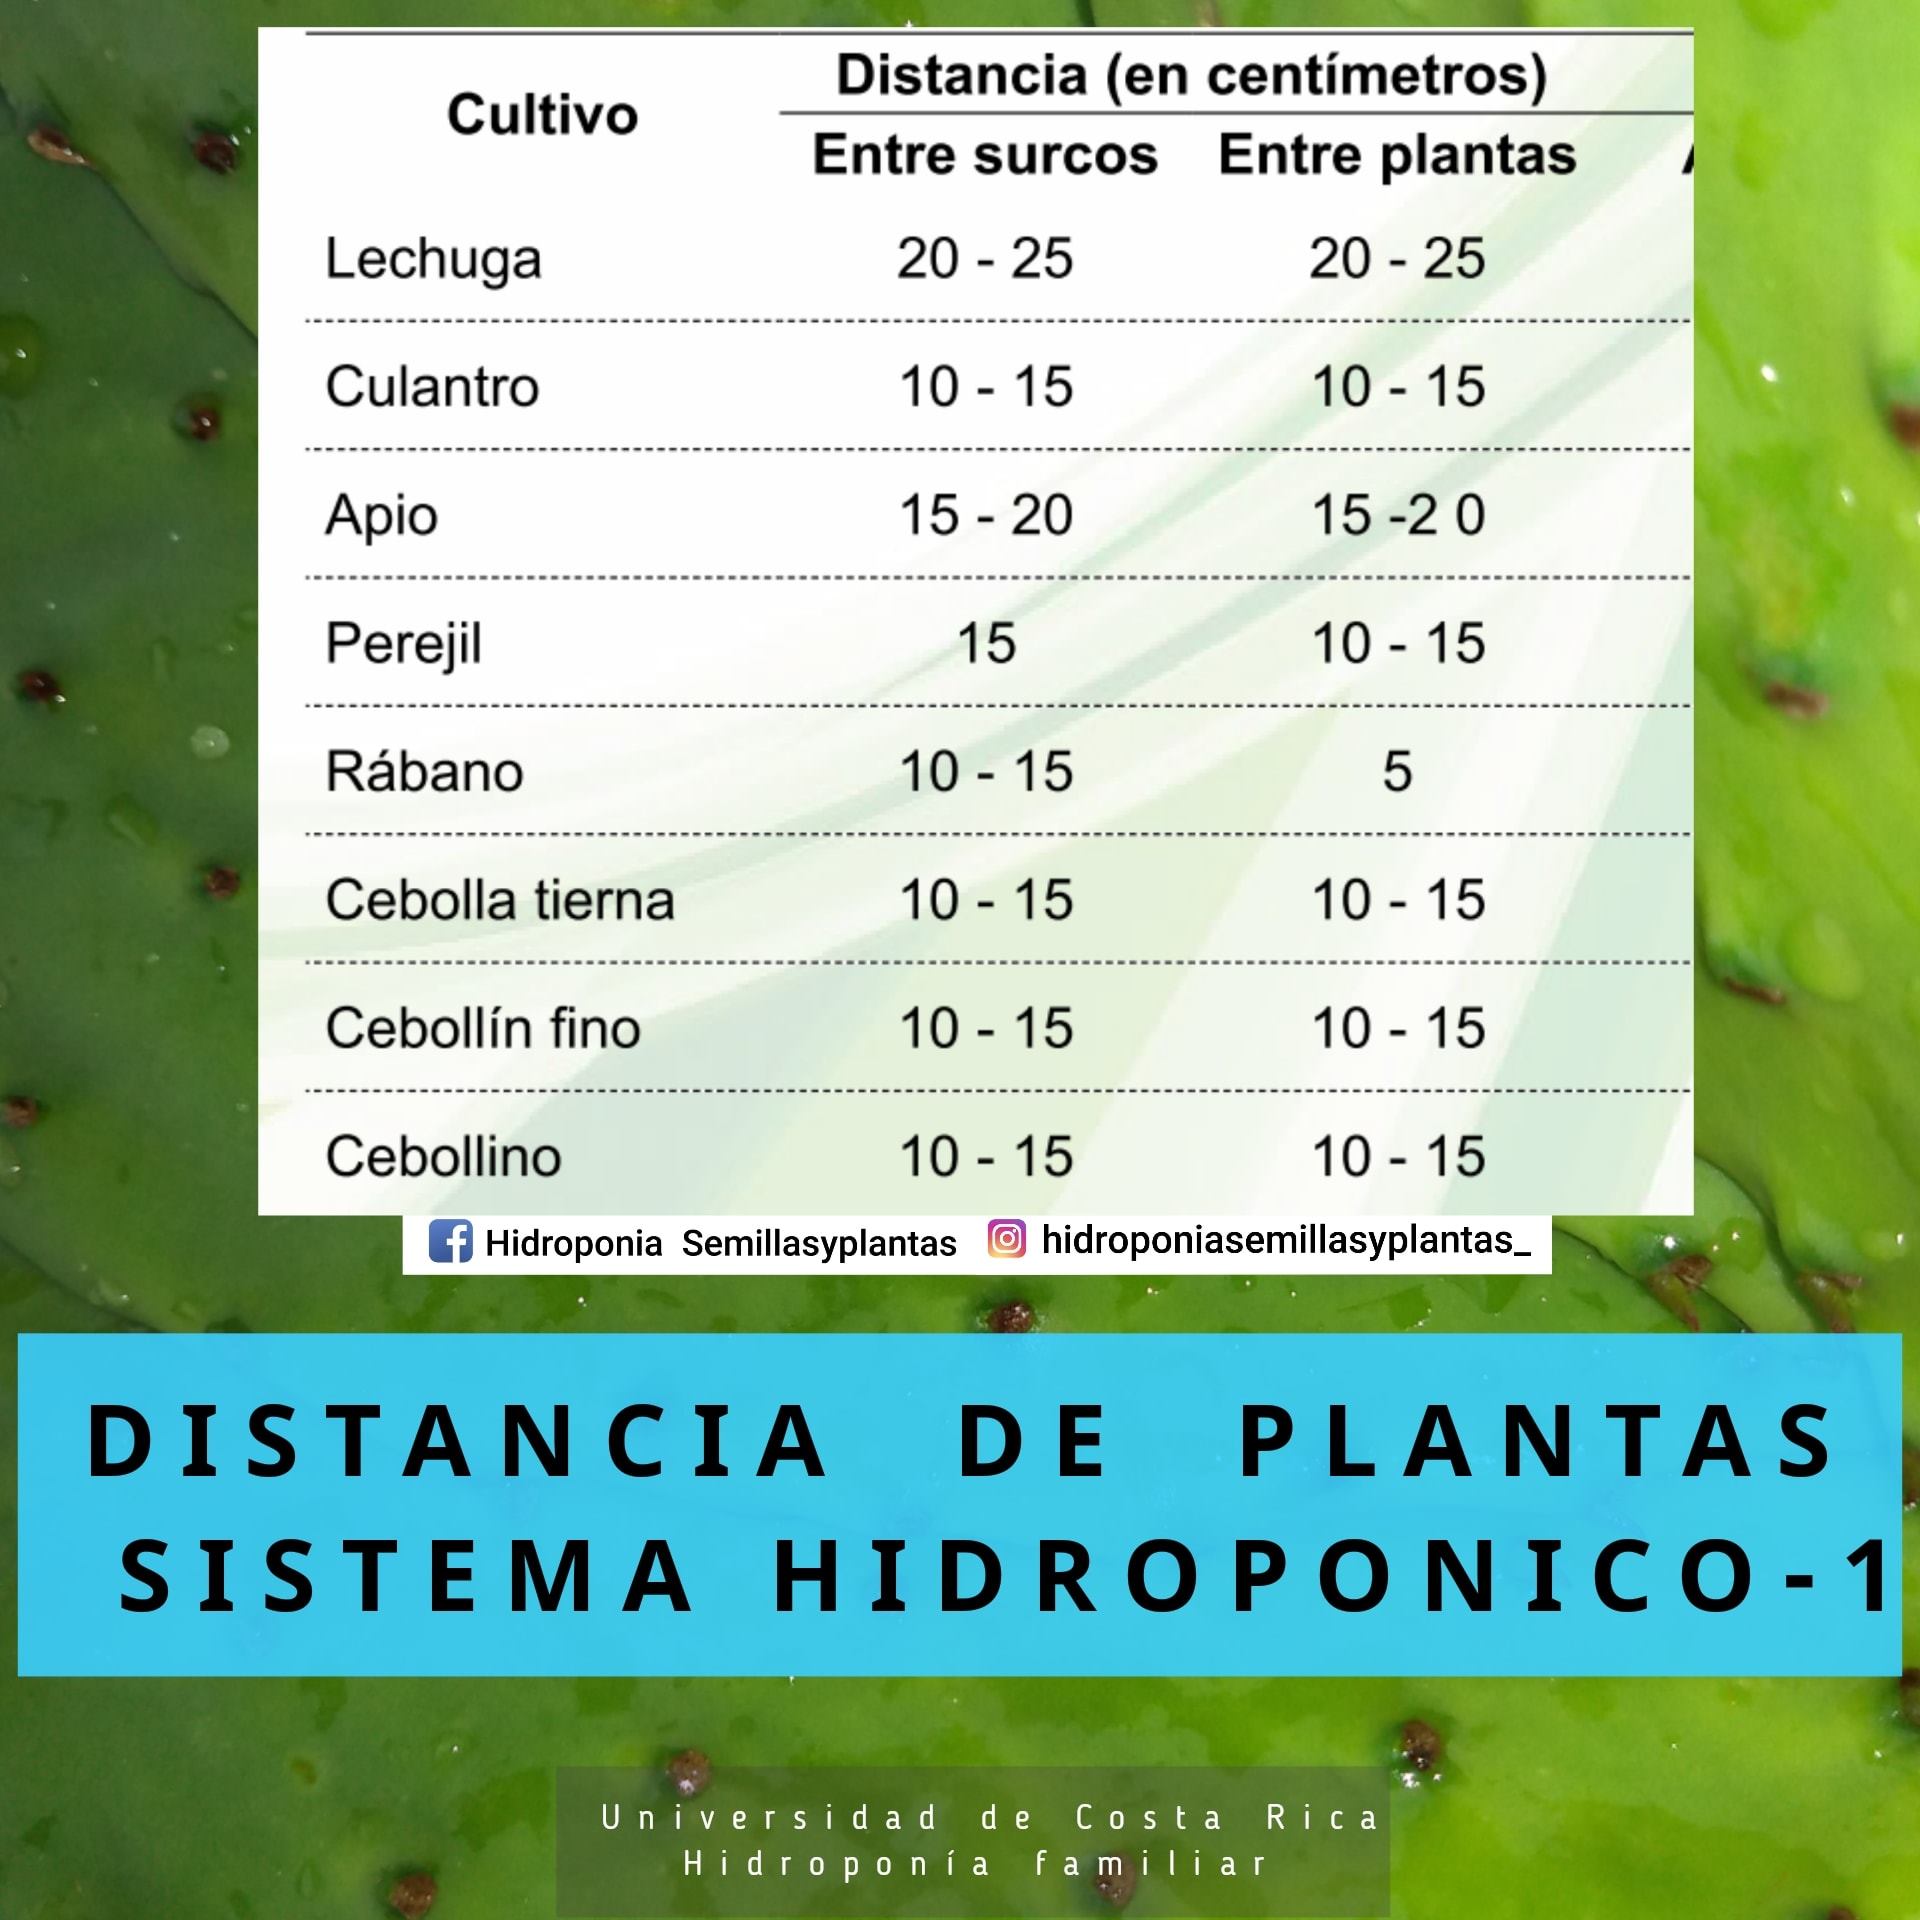 Cultivo
Distancia (en centímetros)
Entre surcos Entre plantas
Lechuga 20 - 25 20 - 25
Culantro 10 - 15 10 - 15
Apio 15 - 20 15 -2 0
Perejil 15 10 - 15
Rábano 10 - 15 5
Cebolla tierna 10 - 15 10 - 15
Cebollín fino 10 - 15 10 - 15
Cebollino 10 - 15 10 - 15
Hidroponia Semillasyplantas hidroponiasemillasyplantas_
DISTANCIA DE PLANTAS
SISTEMA HIDROPONICO-1
Universidad de Costa Rica
Hidroponía familiar